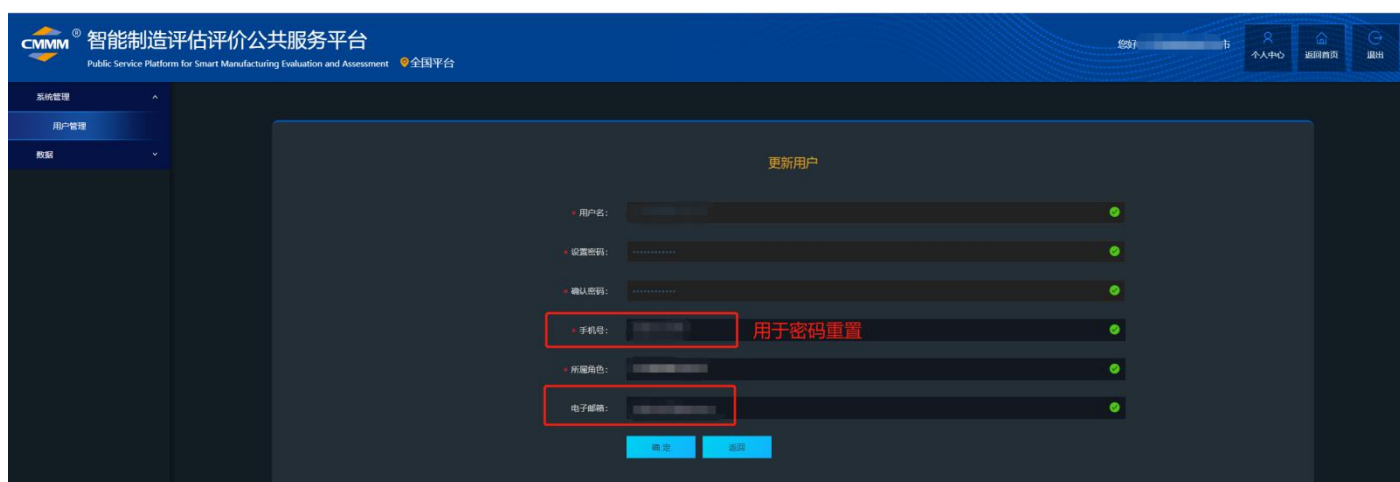 CMMM ® 智能制造评估评价公共服务平台
Public Service Platform for Smart Manufacturing Evaluation and Assessment 全国平台
您好 市
个人中心 返回首页 退出
系统管理
用户管理
数据
更新用户
* 用户名:
* 设置密码: ············
* 确认密码: ············
* 手机号: 用于密码重置
* 所属角色:
电子邮箱:
确 定 返回